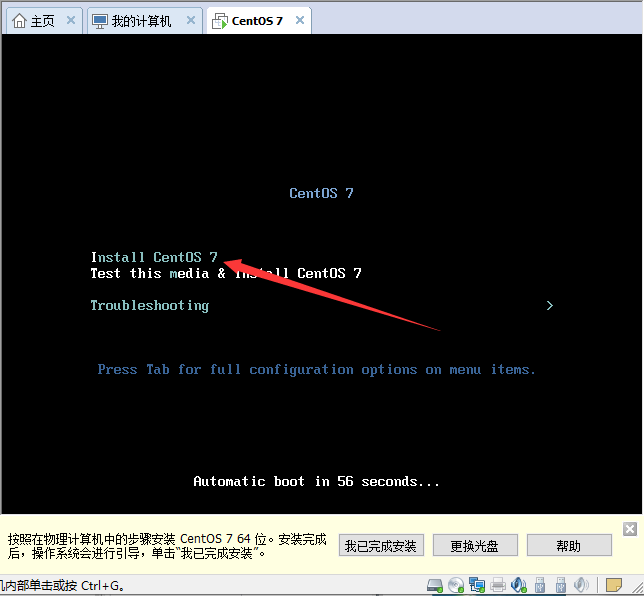 主页
我的计算机
CentOS 7
CentOS 7
Install CentOS 7
Test this media & install CentOS 7
Troubleshooting >
Press Tab for full configuration options on menu items.
Automatic boot in 56 seconds...
按照在物理计算机中的步骤安装 CentOS 7 64 位。安装完成
后，操作系统会进行引导，单击“我已完成安装”。
我已完成安装
更换光盘
帮助
内部单击或按 Ctrl+G。